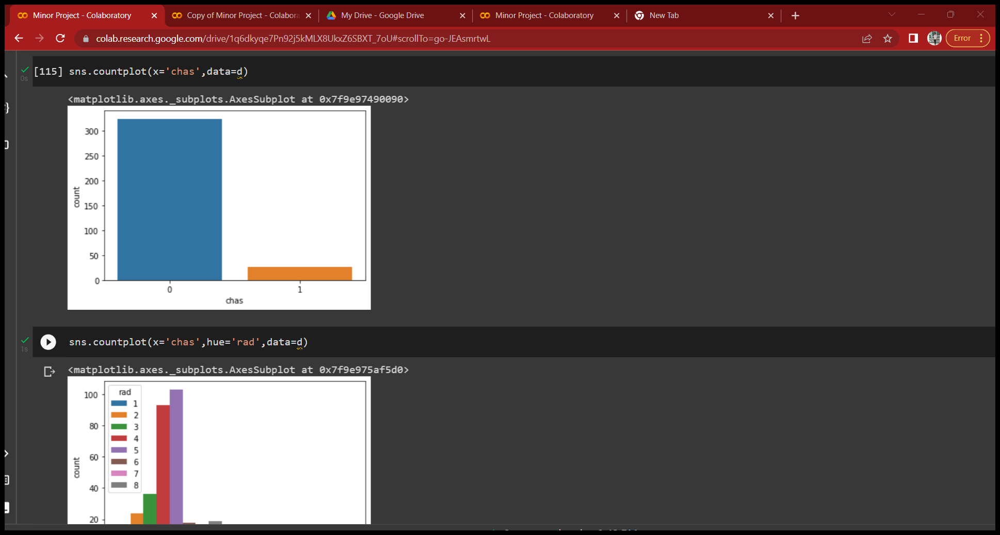 Minor Project - Colaboratory
Copy of Minor Project - Colabora
My Drive - Google Drive
Minor Project - Colaboratory
New Tab
colab.research.google.com/drive/1q6dkyqe7Pn92j5kMLX8UkxZ6SBXT_7oU#scrollTo=go-JEAsmrtwL
Error
[115] sns.countplot(x='chas',data=d)
0s
<matplotlib.axes._subplots.AxesSubplot at 0x7f9e97490090>
300
250
200
150
100
50
0
count
0
1
chas
sns.countplot(x='chas',hue='rad',data=d)
1s
<matplotlib.axes._subplots.AxesSubplot at 0x7f9e975af5d0>
100
80
60
40
20
count
rad
1
2
3
4
5
6
7
8